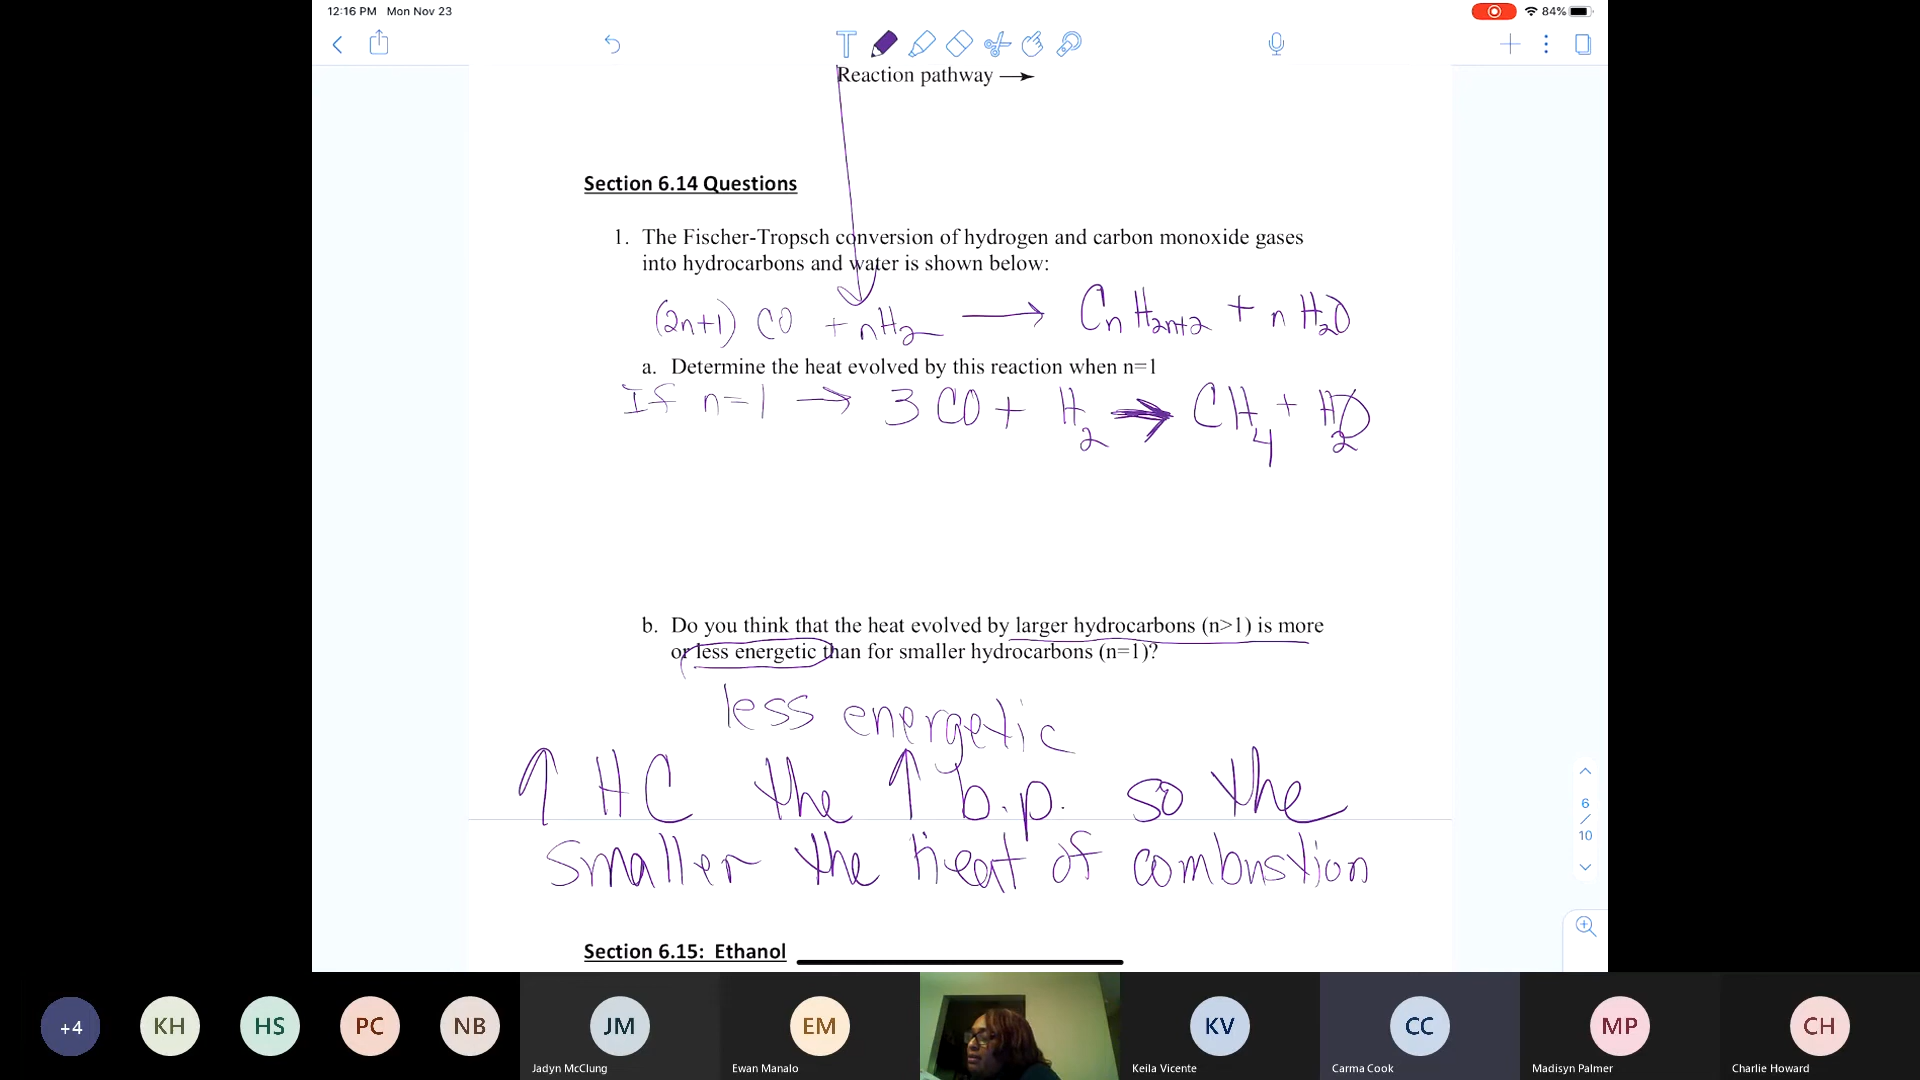 12:16 PM Mon Nov 23
84%
Reaction pathway →
Section 6.14 Questions
1. The Fischer-Tropsch conversion of hydrogen and carbon monoxide gases
into hydrocarbons and water is shown below:
(2n+1) CO + nH₂ → CnH2n+2 + n H₂O
a. Determine the heat evolved by this reaction when n=1
If n=1 → 3 CO + H₂ → CH₄ + H₂O
b. Do you think that the heat evolved by larger hydrocarbons (n>1) is more
or less energetic than for smaller hydrocarbons (n=1)?
less energetic
↑ HC the ↑ b.p. so the
smaller the heat of combustion
6
/
10
Section 6.15: Ethanol
+4
KH
HS
PC
NB
JM
EM
KV
CC
MP
CH
Jadyn McClung
Ewan Manalo
Keila Vicente
Carma Cook
Madisyn Palmer
Charlie Howard